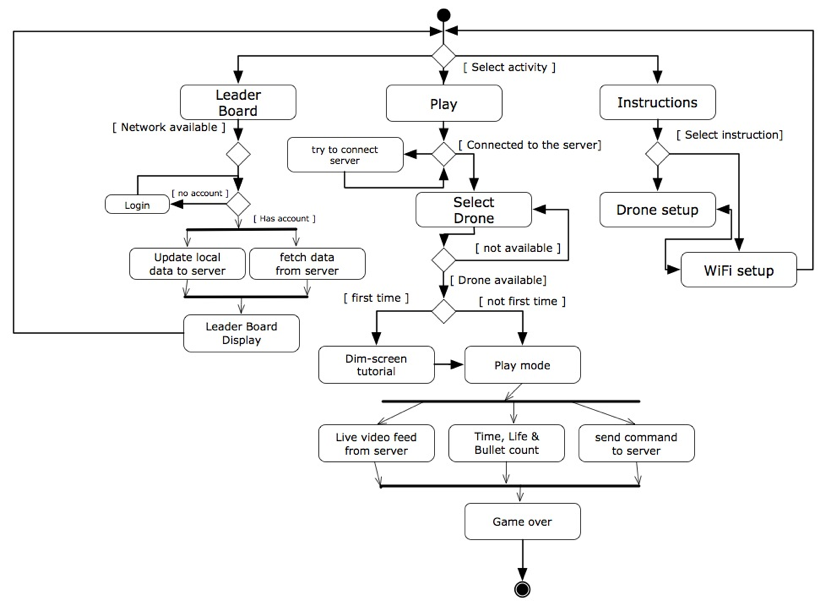 [ Select activity ]
Leader
Board
Play
Instructions
[ Network available ]
[ Connected to the server]
[ Select instruction]
try to connect
server
[ no account ]
Login
Select
Drone
Drone setup
[ Has account ]
Update local
data to server
fetch data
from server
[ not available ]
WiFi setup
[ Drone available]
[ first time ]
[ not first time ]
Leader Board
Display
Dim-screen
tutorial
Play mode
Live video feed
from server
Time, Life &
Bullet count
send command
to server
Game over